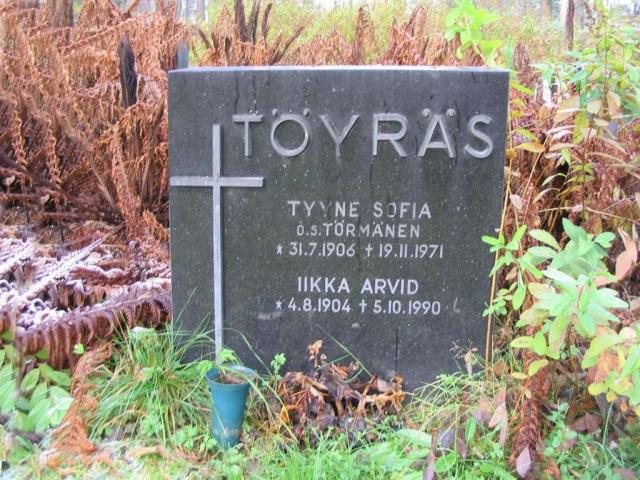 TÖYRÄS
TYYNE SOFIA
O.S. TÖRMÄNEN
* 31.7.1906 † 19.11.1971
IIKKA ARVID
* 4.8.1904 † 5.10.1990